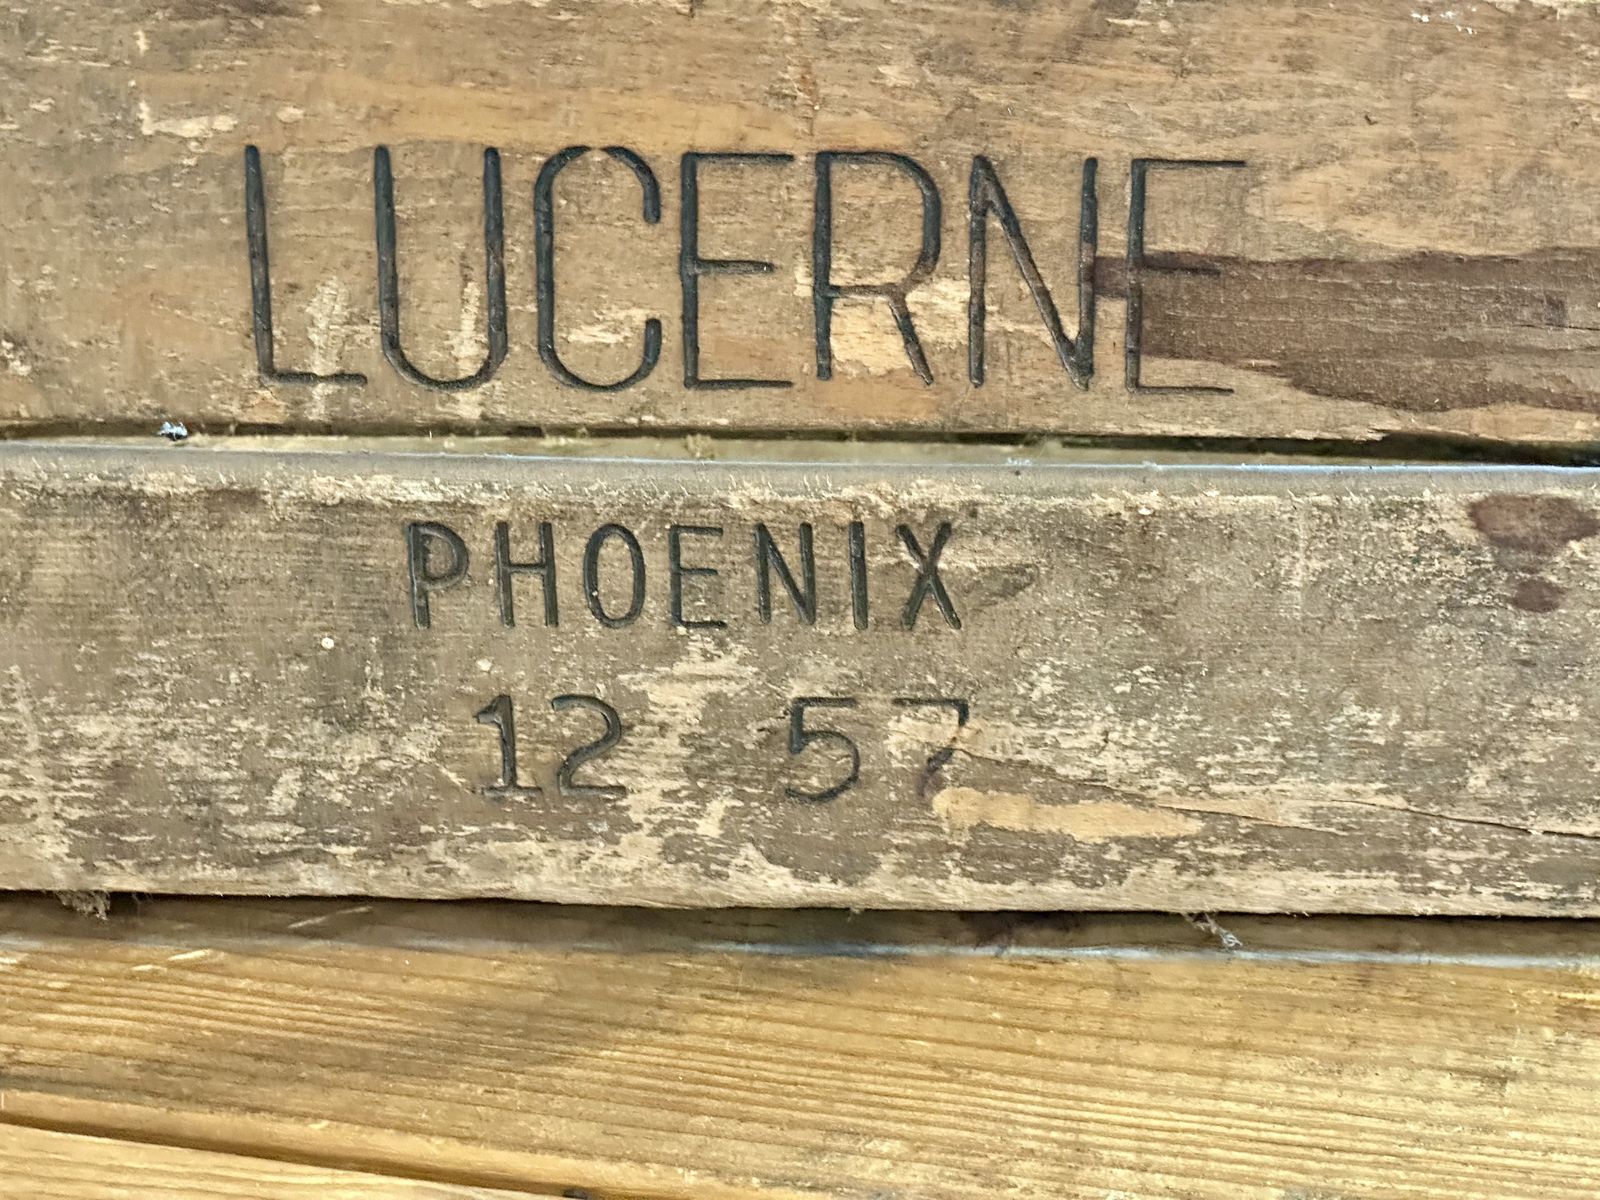 LUCERNE
PHOENIX
12 57